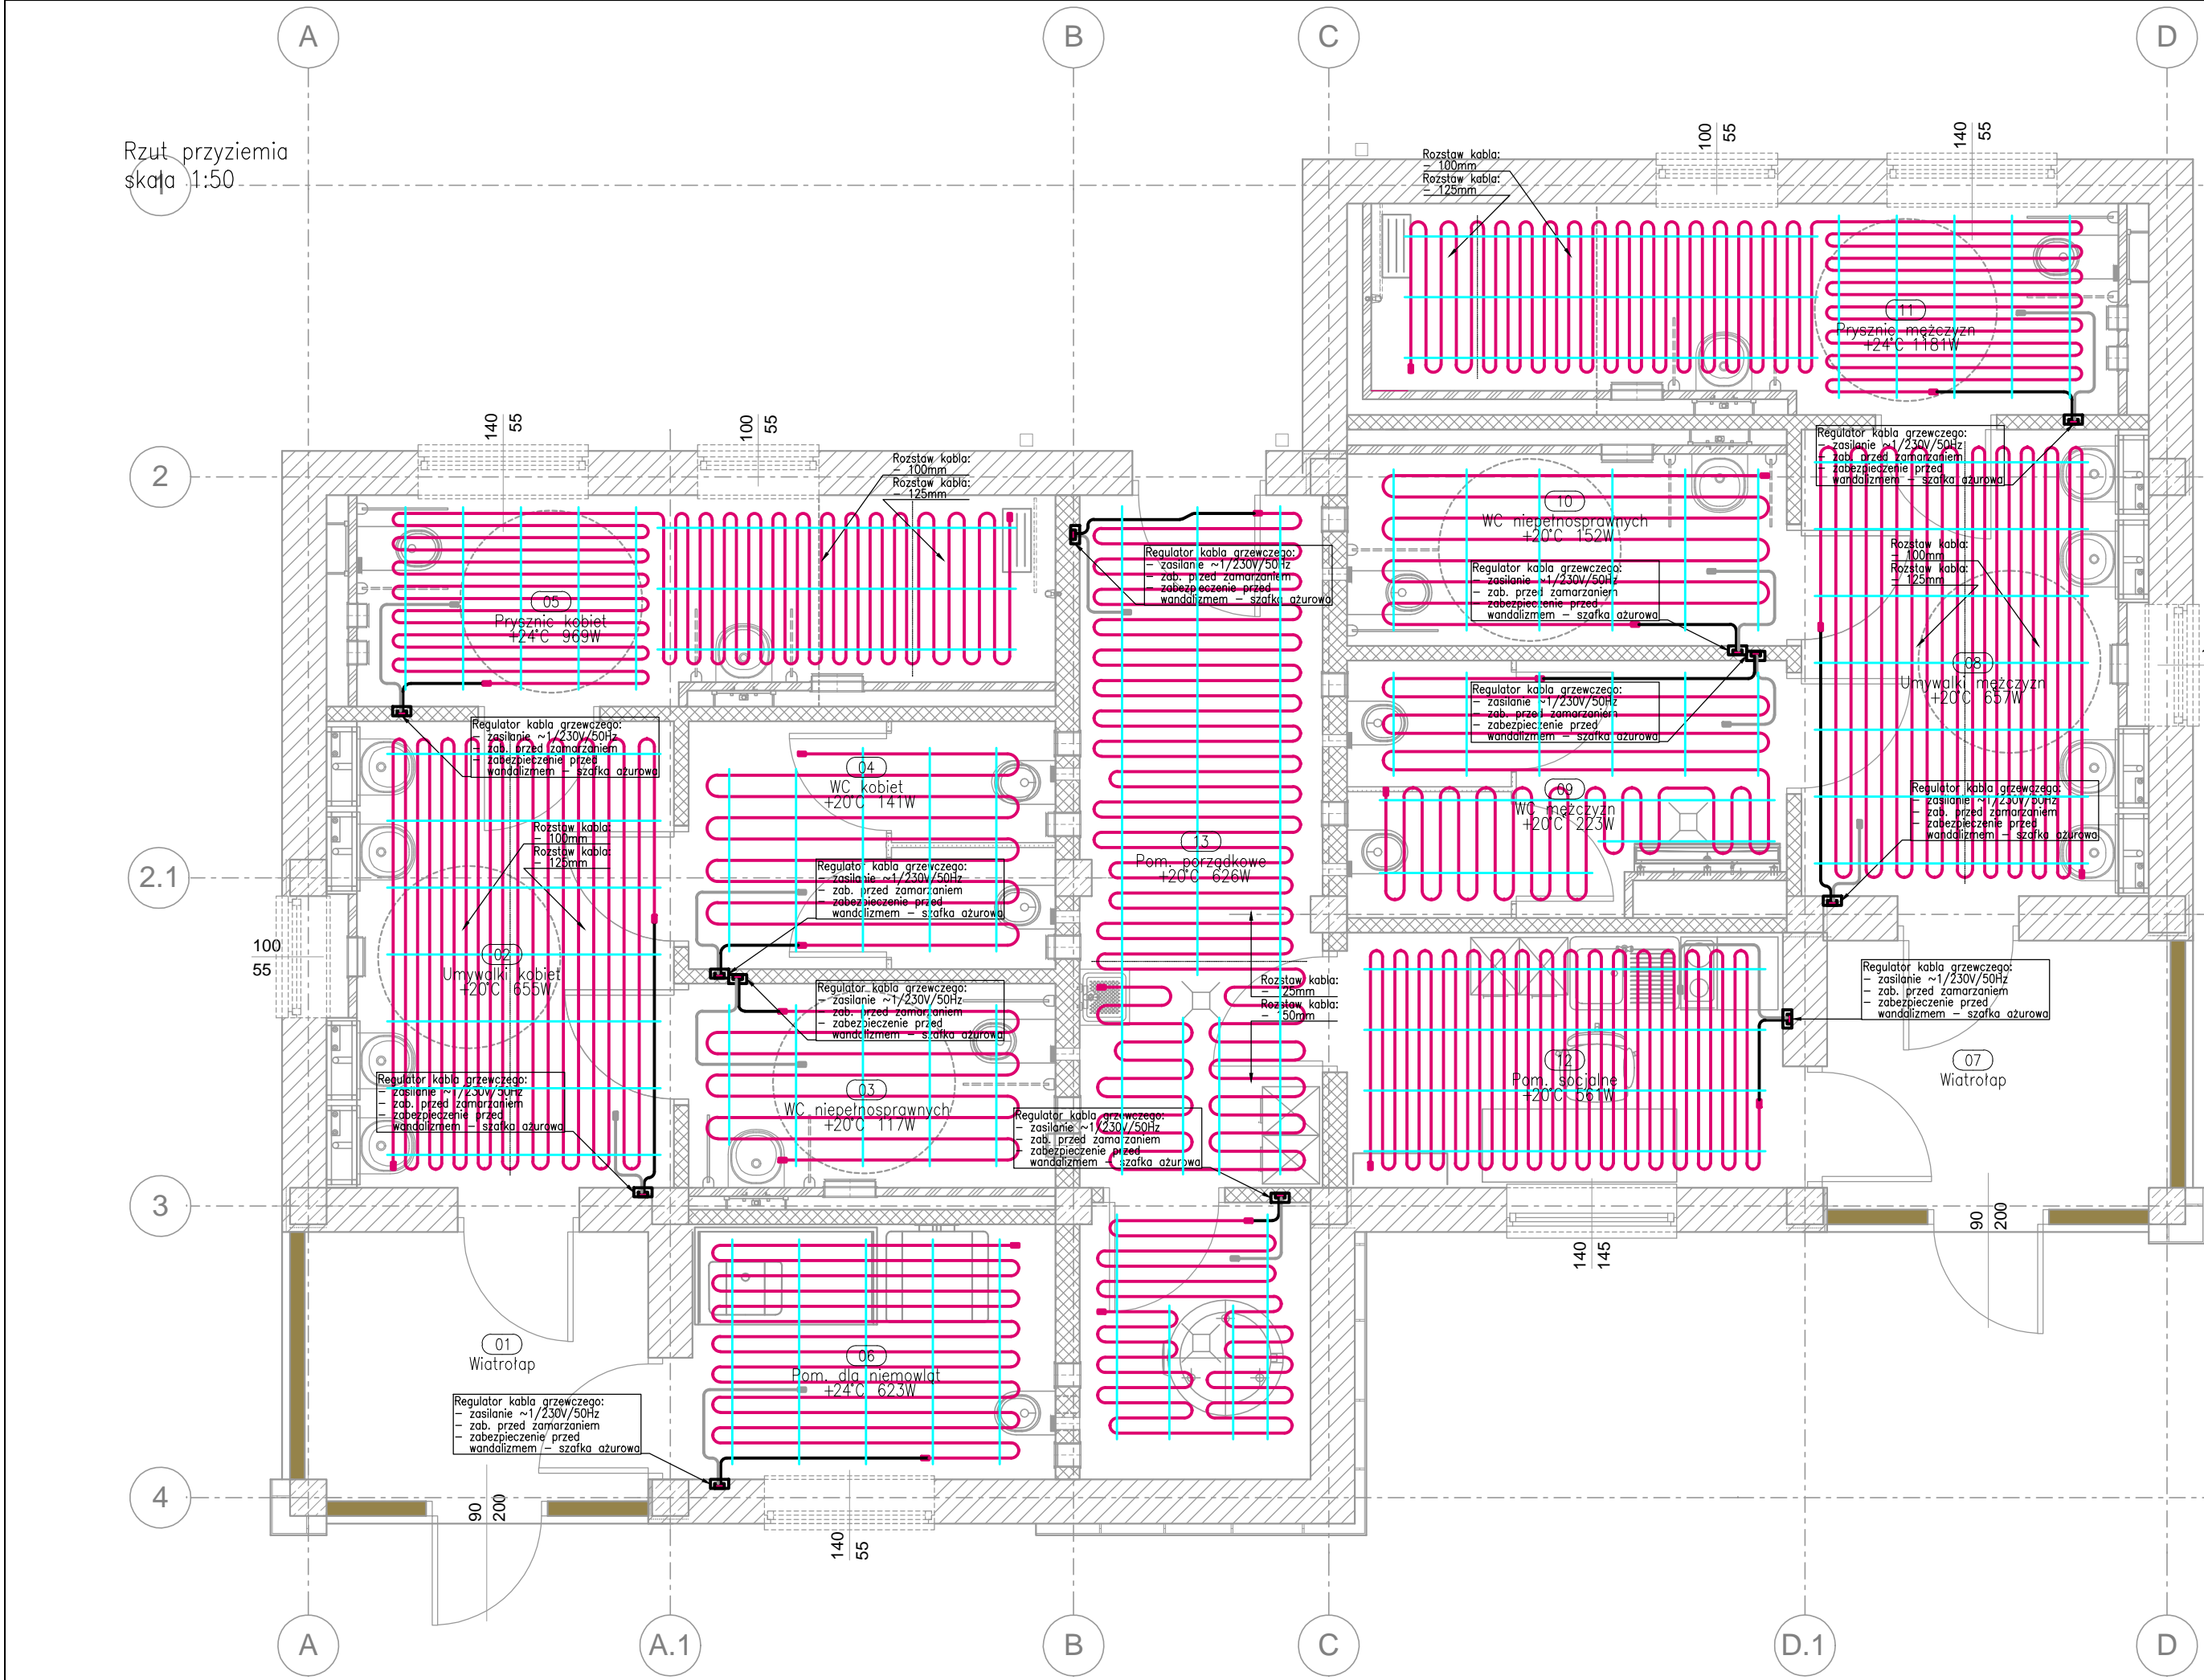 A
B
C
D
Rzut przyziemia
skala 1:50
1
100
55
140
55
Rozstaw kabla:
- 100mm
Rozstaw kabla:
- 125mm
11
Prysznic mężczyzn
+24°C 1181W
140
55
100
55
2
Rozstaw kabla:
- 100mm
Rozstaw kabla:
- 125mm
Regulator kabla grzewczego:
- zasilanie ~1/230V/50Hz
- zab. przed zamarzaniem
- zabezpieczenie przed
wandalizmem - szafka ażurowa
10
WC niepełnosprawnych
+20°C 152W
Regulator kabla grzewczego:
- zasilanie ~1/230V/50Hz
- zab. przed zamarzaniem
- zabezpieczenie przed
wandalizmem - szafka ażurowa
Rozstaw kabla:
- 100mm
Rozstaw kabla:
- 125mm
Regulator kabla grzewczego:
- zasilanie ~1/230V/50Hz
- zab. przed zamarzaniem
- zabezpieczenie przed
wandalizmem - szafka ażurowa
05
Prysznic kobiet
+24°C 969W
08
Umywalki mężczyzn
+20°C 657W
Regulator kabla grzewczego:
- zasilanie ~1/230V/50Hz
- zab. przed zamarzaniem
- zabezpieczenie przed
wandalizmem - szafka ażurowa
Regulator kabla grzewczego:
- zasilanie ~1/230V/50Hz
- zab. przed zamarzaniem
- zabezpieczenie przed
wandalizmem - szafka ażurowa
04
WC kobiet
+20°C 141W
09
WC mężczyzn
+20°C 223W
Regulator kabla grzewczego:
- zasilanie ~1/230V/50Hz
- zab. przed zamarzaniem
- zabezpieczenie przed
wandalizmem - szafka ażurowa
Rozstaw kabla:
- 100mm
Rozstaw kabla:
- 125mm
13
Pom. porządkowe
+20°C 626W
2.1
Regulator kabla grzewczego:
- zasilanie ~1/230V/50Hz
- zab. przed zamarzaniem
- zabezpieczenie przed
wandalizmem - szafka ażurowa
100
55
02
Umywalki kobiet
+20°C 655W
Rozstaw kabla:
- 125mm
Rozstaw kabla:
- 150mm
Regulator kabla grzewczego:
- zasilanie ~1/230V/50Hz
- zab. przed zamarzaniem
- zabezpieczenie przed
wandalizmem - szafka ażurowa
Regulator kabla grzewczego:
- zasilanie ~1/230V/50Hz
- zab. przed zamarzaniem
- zabezpieczenie przed
wandalizmem - szafka ażurowa
12
Pom. socjalne
+20°C 561W
07
Wiatrołap
Regulator kabla grzewczego:
- zasilanie ~1/230V/50Hz
- zab. przed zamarzaniem
- zabezpieczenie przed
wandalizmem - szafka ażurowa
03
WC niepełnosprawnych
+20°C 117W
Regulator kabla grzewczego:
- zasilanie ~1/230V/50Hz
- zab. przed zamarzaniem
- zabezpieczenie przed
wandalizmem - szafka ażurowa
3
140
145
90
200
01
Wiatrołap
06
Pom. dla niemowląt
+24°C 623W
Regulator kabla grzewczego:
- zasilanie ~1/230V/50Hz
- zab. przed zamarzaniem
- zabezpieczenie przed
wandalizmem - szafka ażurowa
4
90
200
140
55
A
A.1
B
C
D.1
D